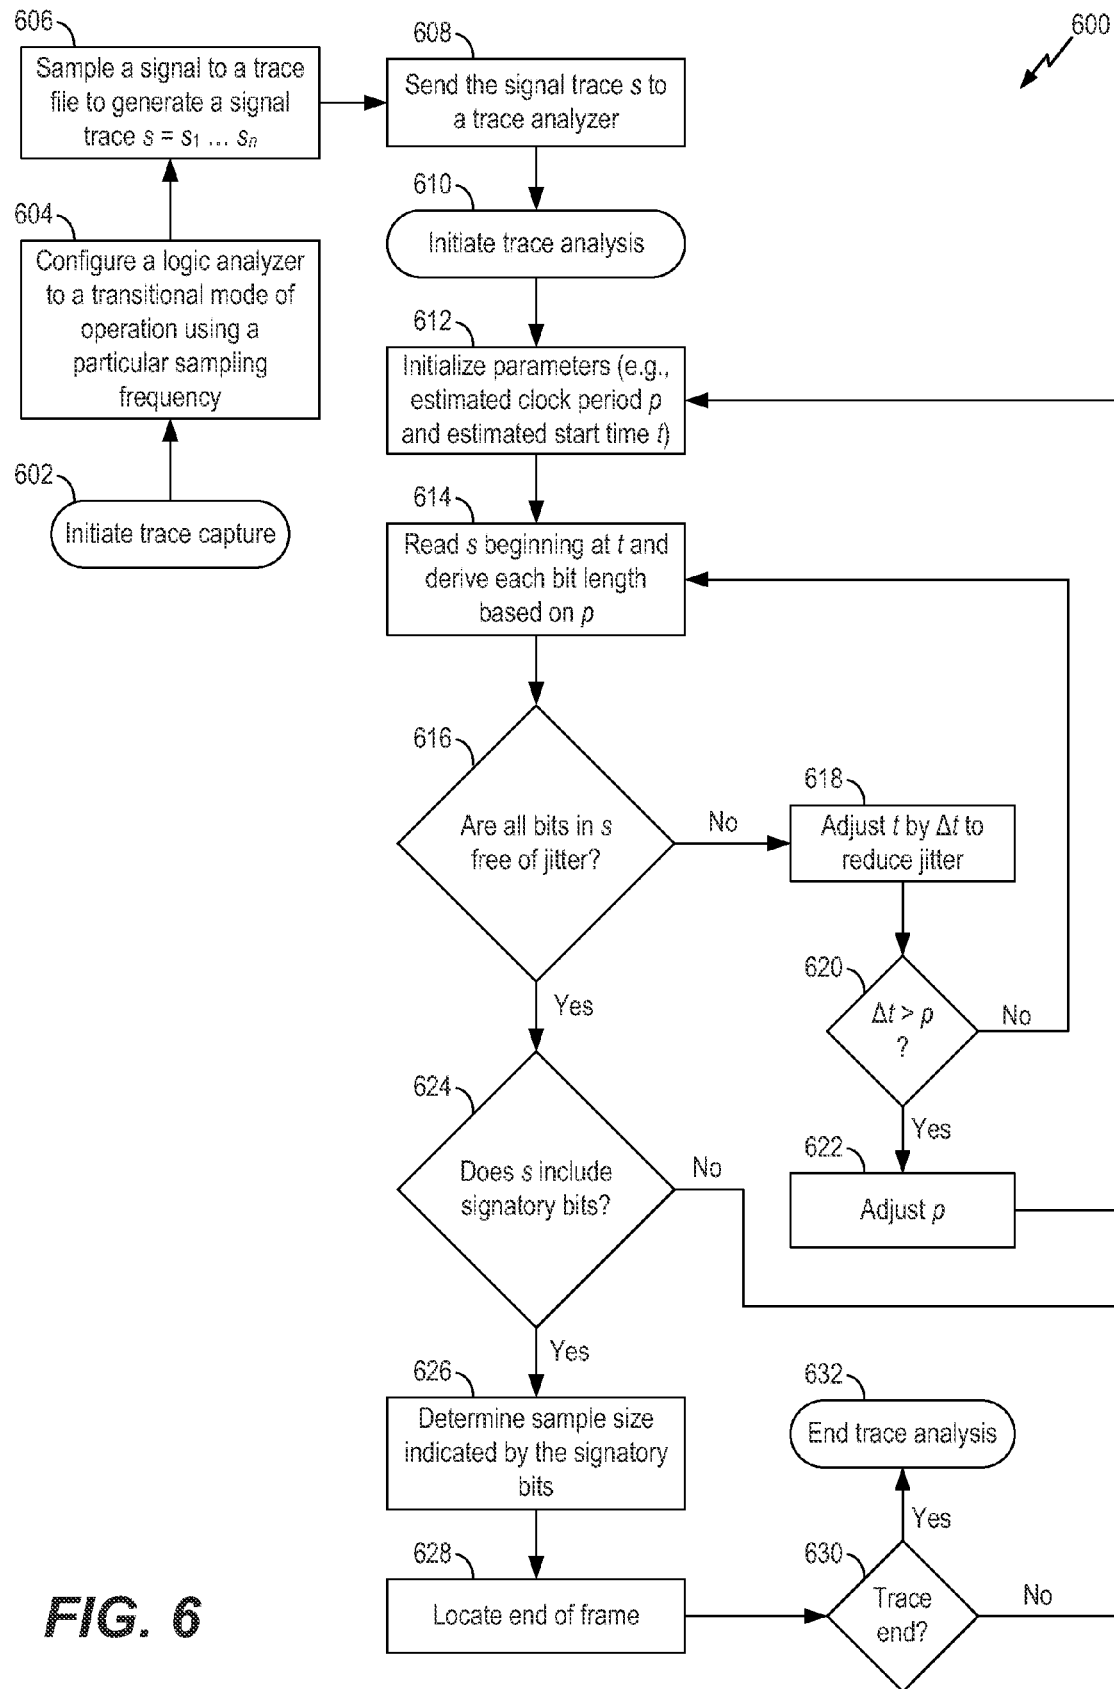 600
606
Sample a signal to a trace
file to generate a signal
trace s = s1 ... sn
608
Send the signal trace s to
a trace analyzer
604
Configure a logic analyzer
to a transitional mode of
operation using a
particular sampling
frequency
602
Initiate trace capture
610
Initiate trace analysis
612
Initialize parameters (e.g.,
estimated clock period p
and estimated start time t)
614
Read s beginning at t and
derive each bit length
based on p
616
Are all bits in s
free of jitter?
No
Yes
618
Adjust t by Δt to
reduce jitter
620
Δt > p
?
No
Yes
622
Adjust p
624
Does s include
signatory bits?
No
Yes
626
Determine sample size
indicated by the signatory
bits
628
Locate end of frame
630
Trace
end?
No
Yes
632
End trace analysis
FIG. 6